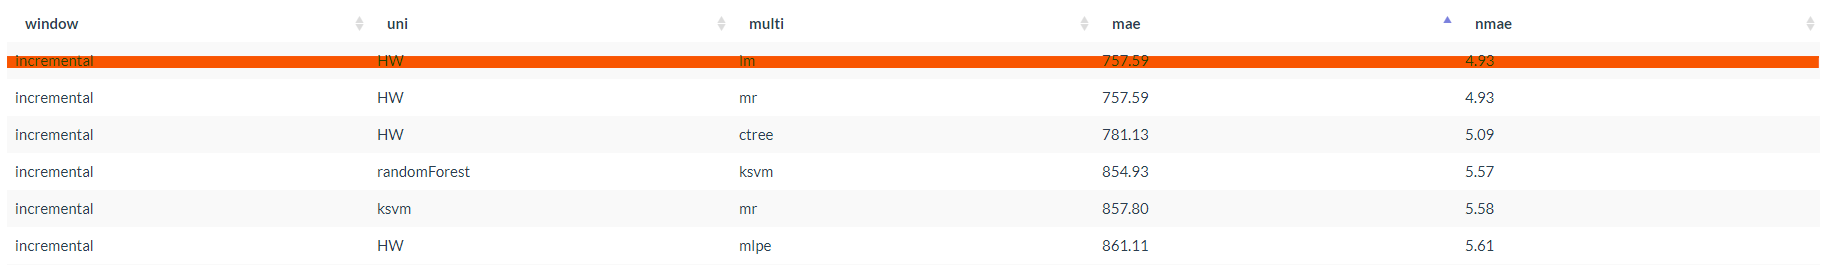 window uni multi mae nmae
incremental HW lm 757.59 4.93
incremental HW mr 757.59 4.93
incremental HW ctree 781.13 5.09
incremental randomForest ksvm 854.93 5.57
incremental ksvm mr 857.80 5.58
incremental HW mlpe 861.11 5.61